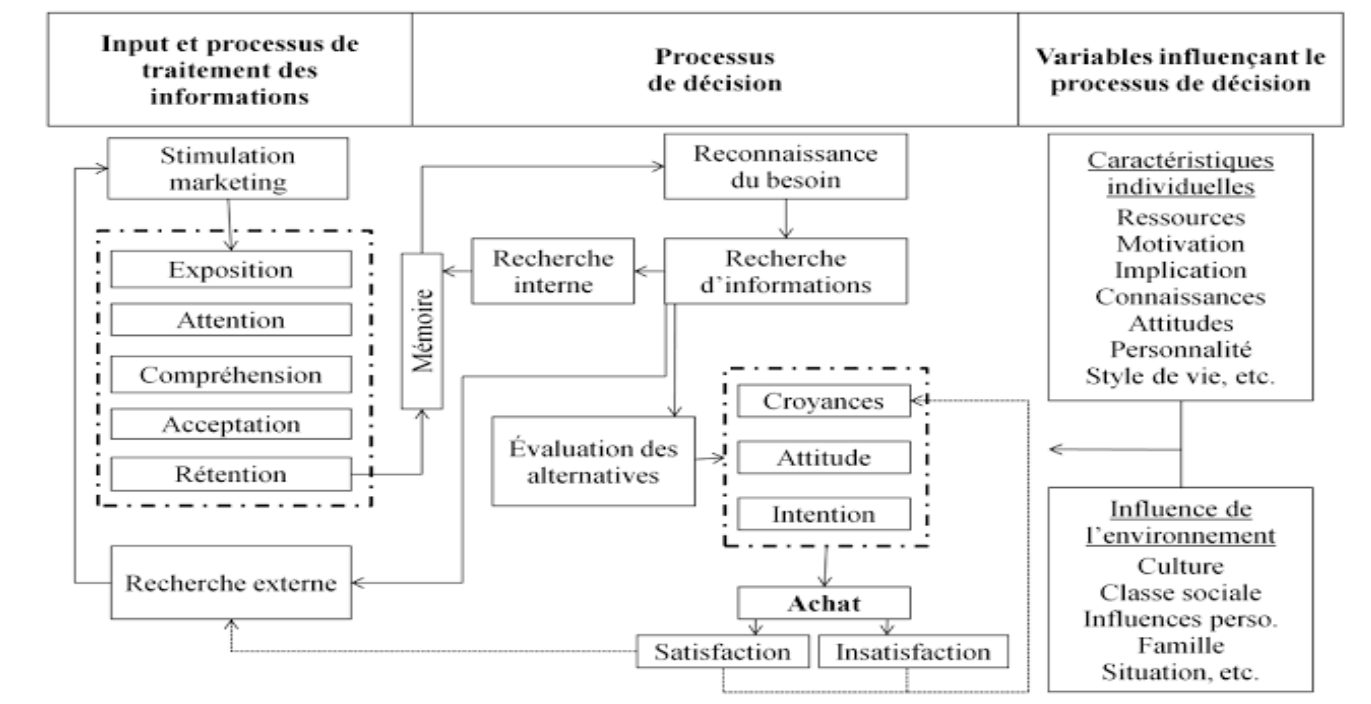 Input et processus de
traitement des
informations
Processus
de décision
Variables influençant le
processus de décision
Stimulation
marketing
Exposition
Attention
Compréhension
Acceptation
Rétention
Recherche externe
Mémoire
Reconnaissance
du besoin
Recherche
interne
Recherche
d’informations
Évaluation des
alternatives
Croyances
Attitude
Intention
Achat
Satisfaction
Insatisfaction
Caractéristiques
individuelles
Ressources
Motivation
Implication
Connaissances
Attitudes
Personnalité
Style de vie, etc.
Influence de
l’environnement
Culture
Classe sociale
Influences perso.
Famille
Situation, etc.